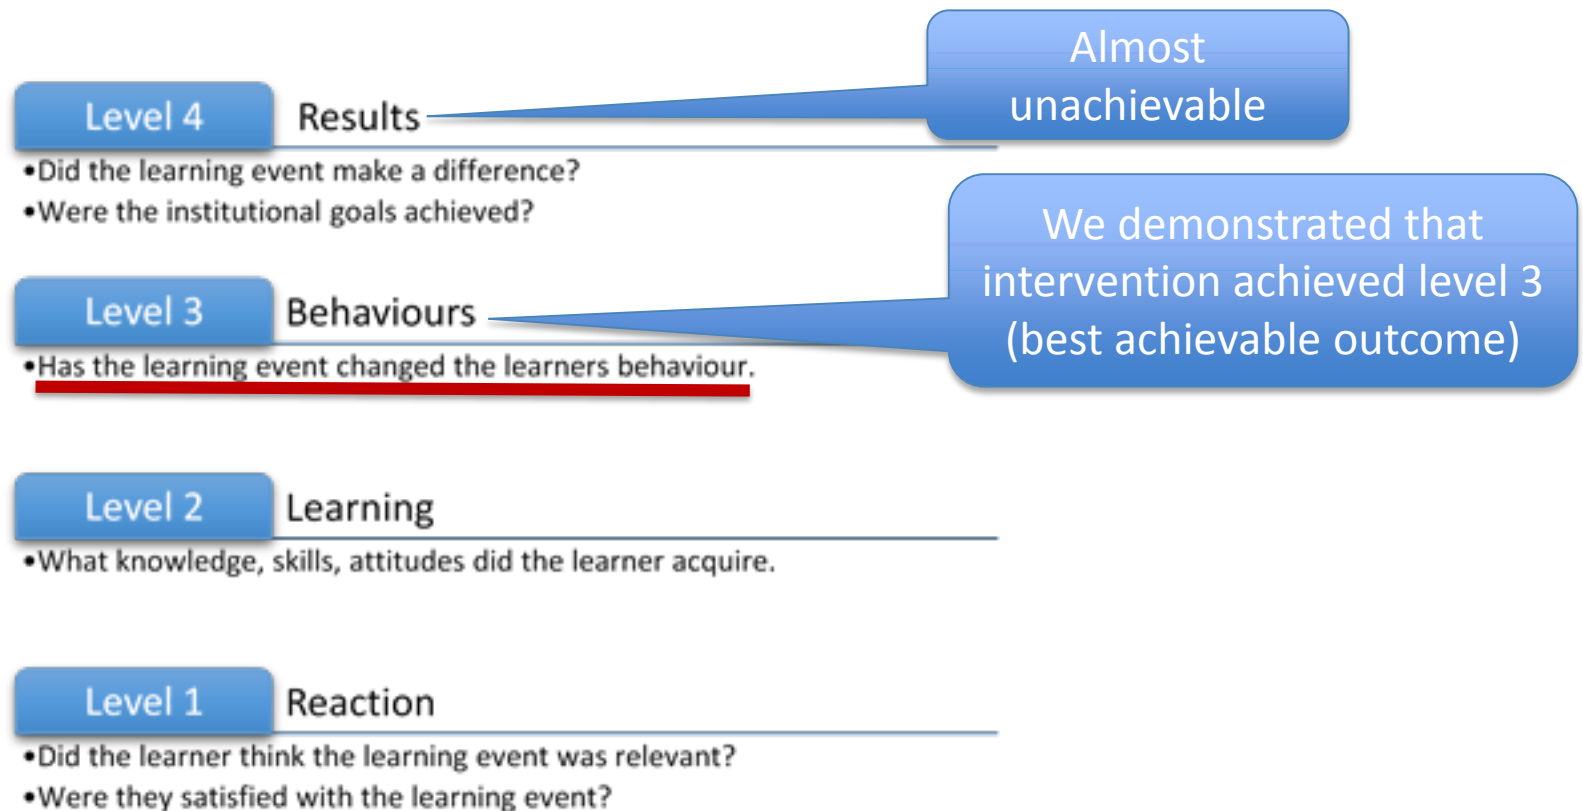 Almost
unachievable
Level 4 Results
•Did the learning event make a difference?
•Were the institutional goals achieved?
We demonstrated that
intervention achieved level 3
(best achievable outcome)
Level 3 Behaviours
•Has the learning event changed the learners behaviour.
Level 2 Learning
•What knowledge, skills, attitudes did the learner acquire.
Level 1 Reaction
•Did the learner think the learning event was relevant?
•Were they satisfied with the learning event?